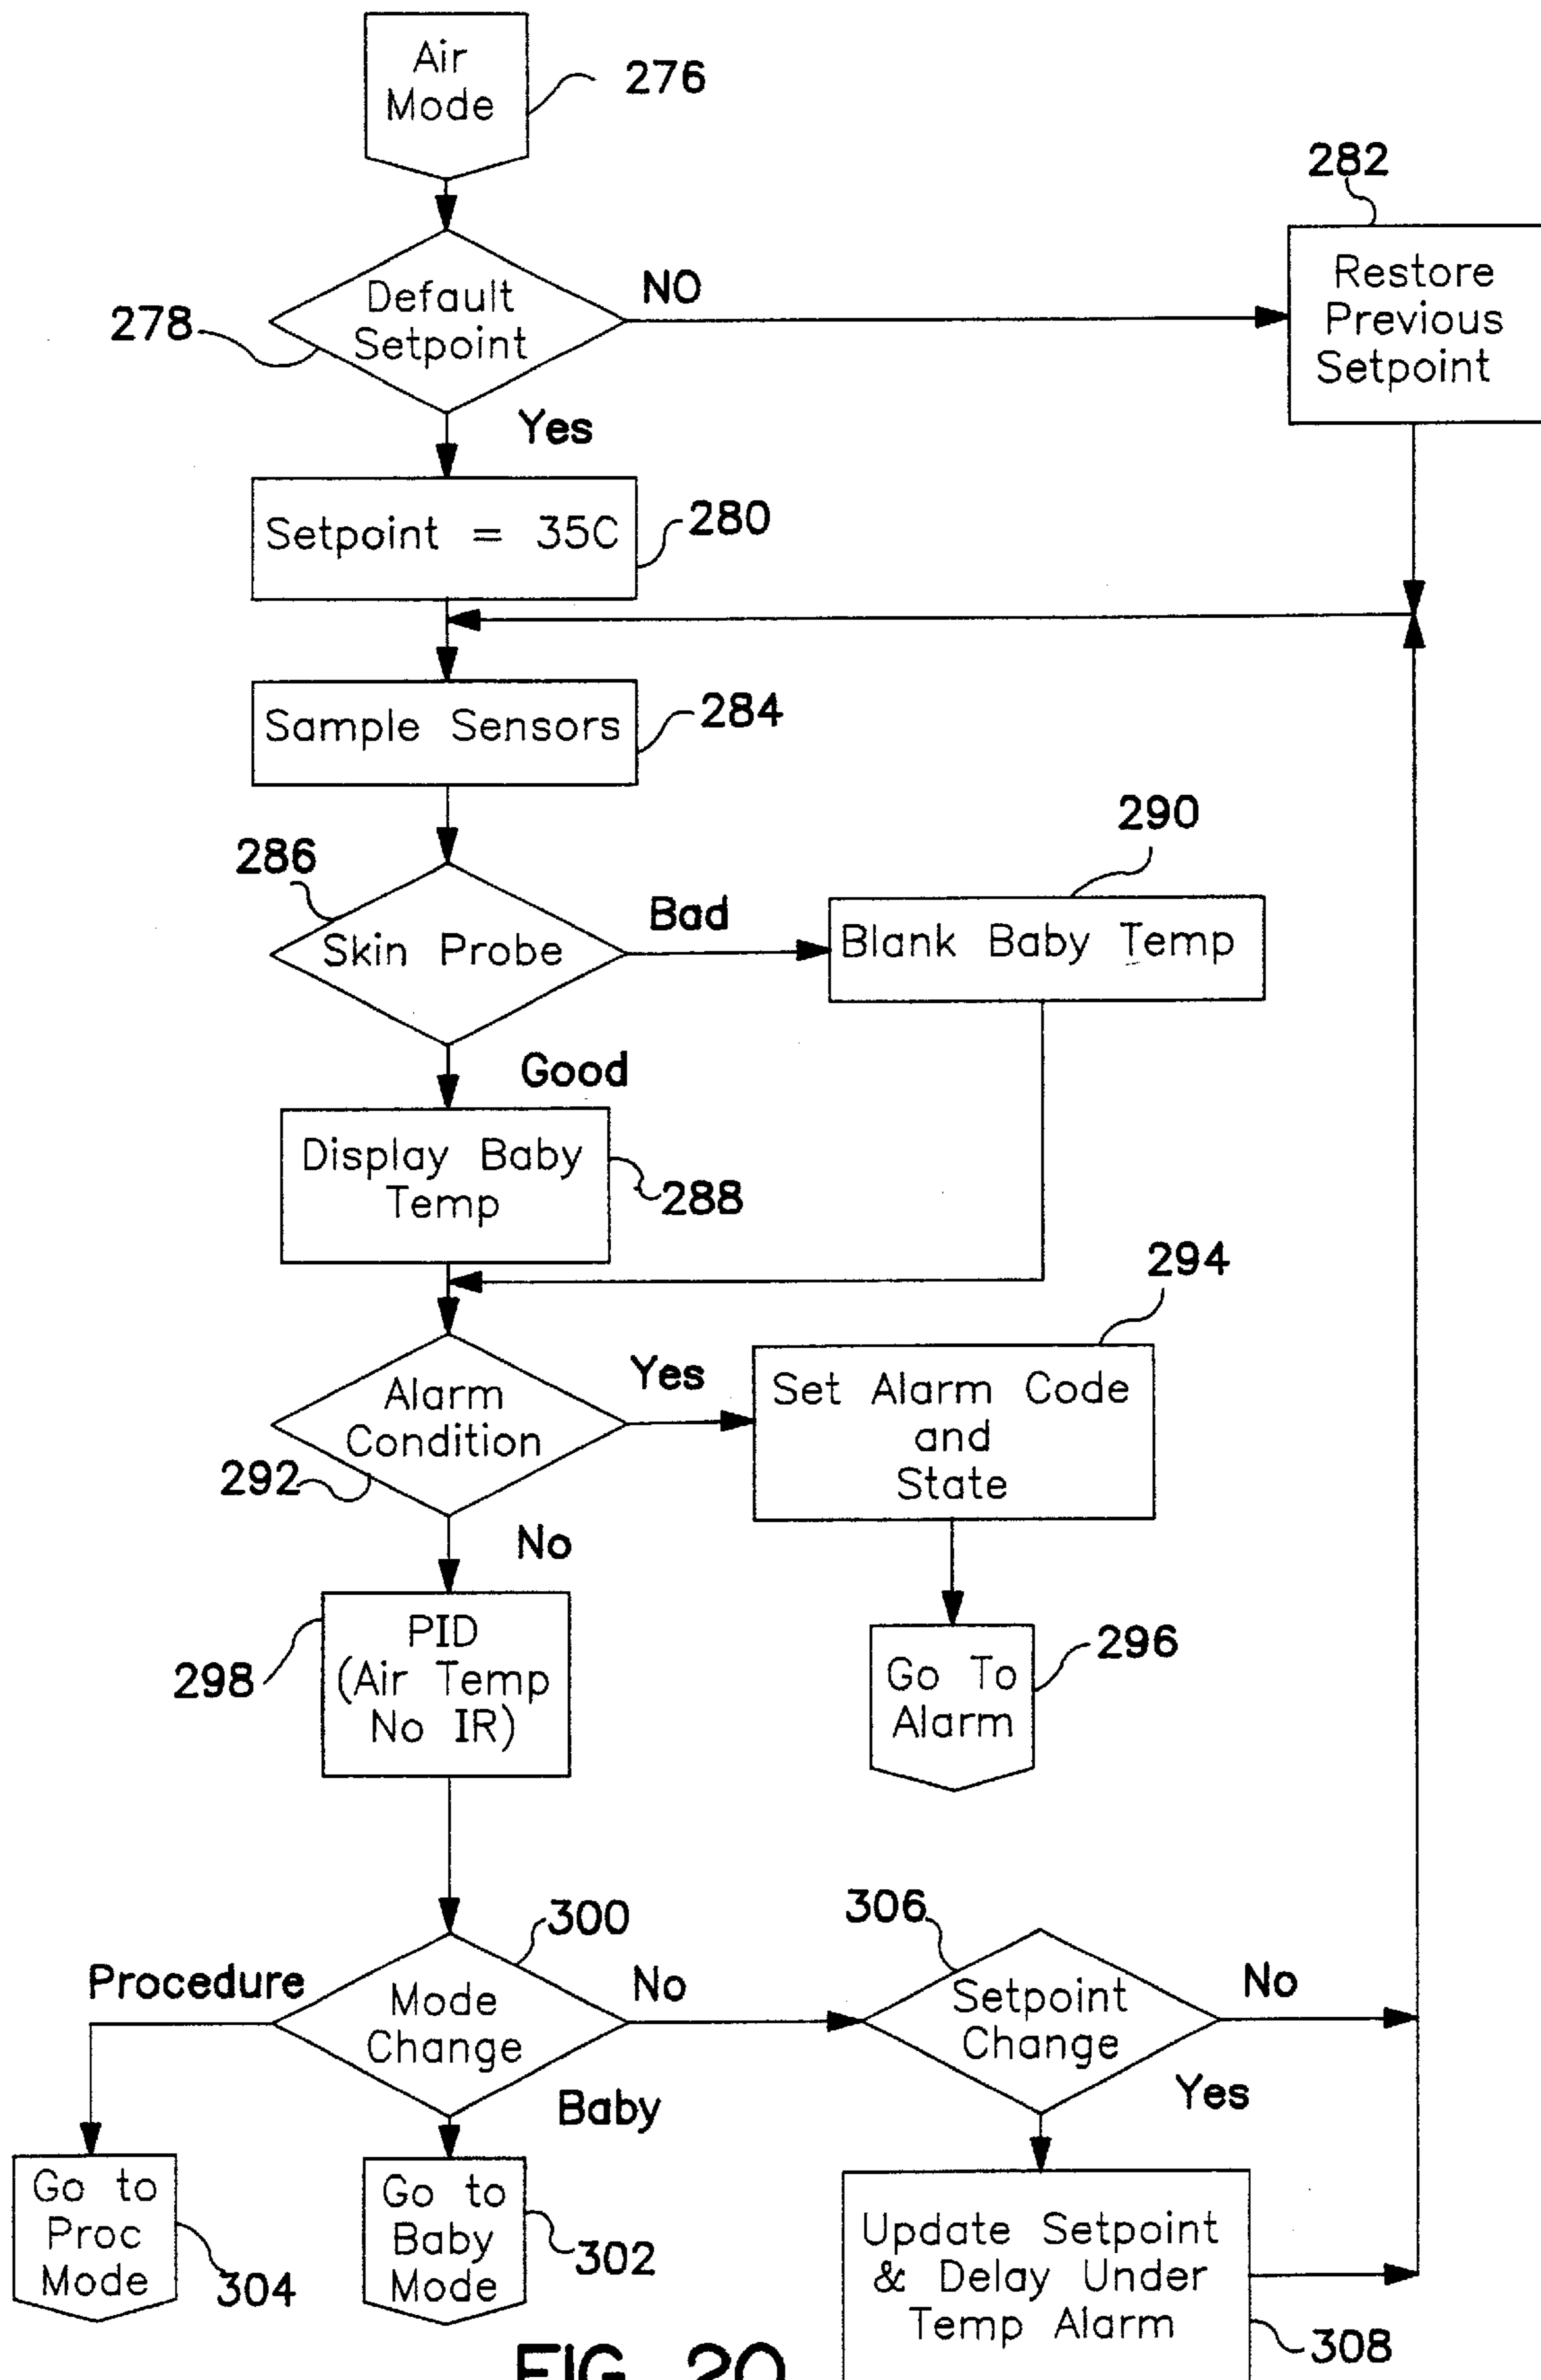 Air
Mode
276
282
Default
Setpoint
NO
278
Restore
Previous
Setpoint
Yes
Setpoint = 35C
280
Sample Sensors
284
290
286
Skin Probe
Bad
Blank Baby Temp
Good
Display Baby
Temp
288
294
Alarm
Condition
Yes
292
Set Alarm Code
and
State
No
PID
(Air Temp
No IR)
298
Go To
Alarm
296
300
306
Procedure
Mode
Change
No
Setpoint
Change
No
Baby
Yes
Go to
Proc
Mode
304
Go to
Baby
Mode
302
Update Setpoint
& Delay Under
Temp Alarm
308
FIG. 20